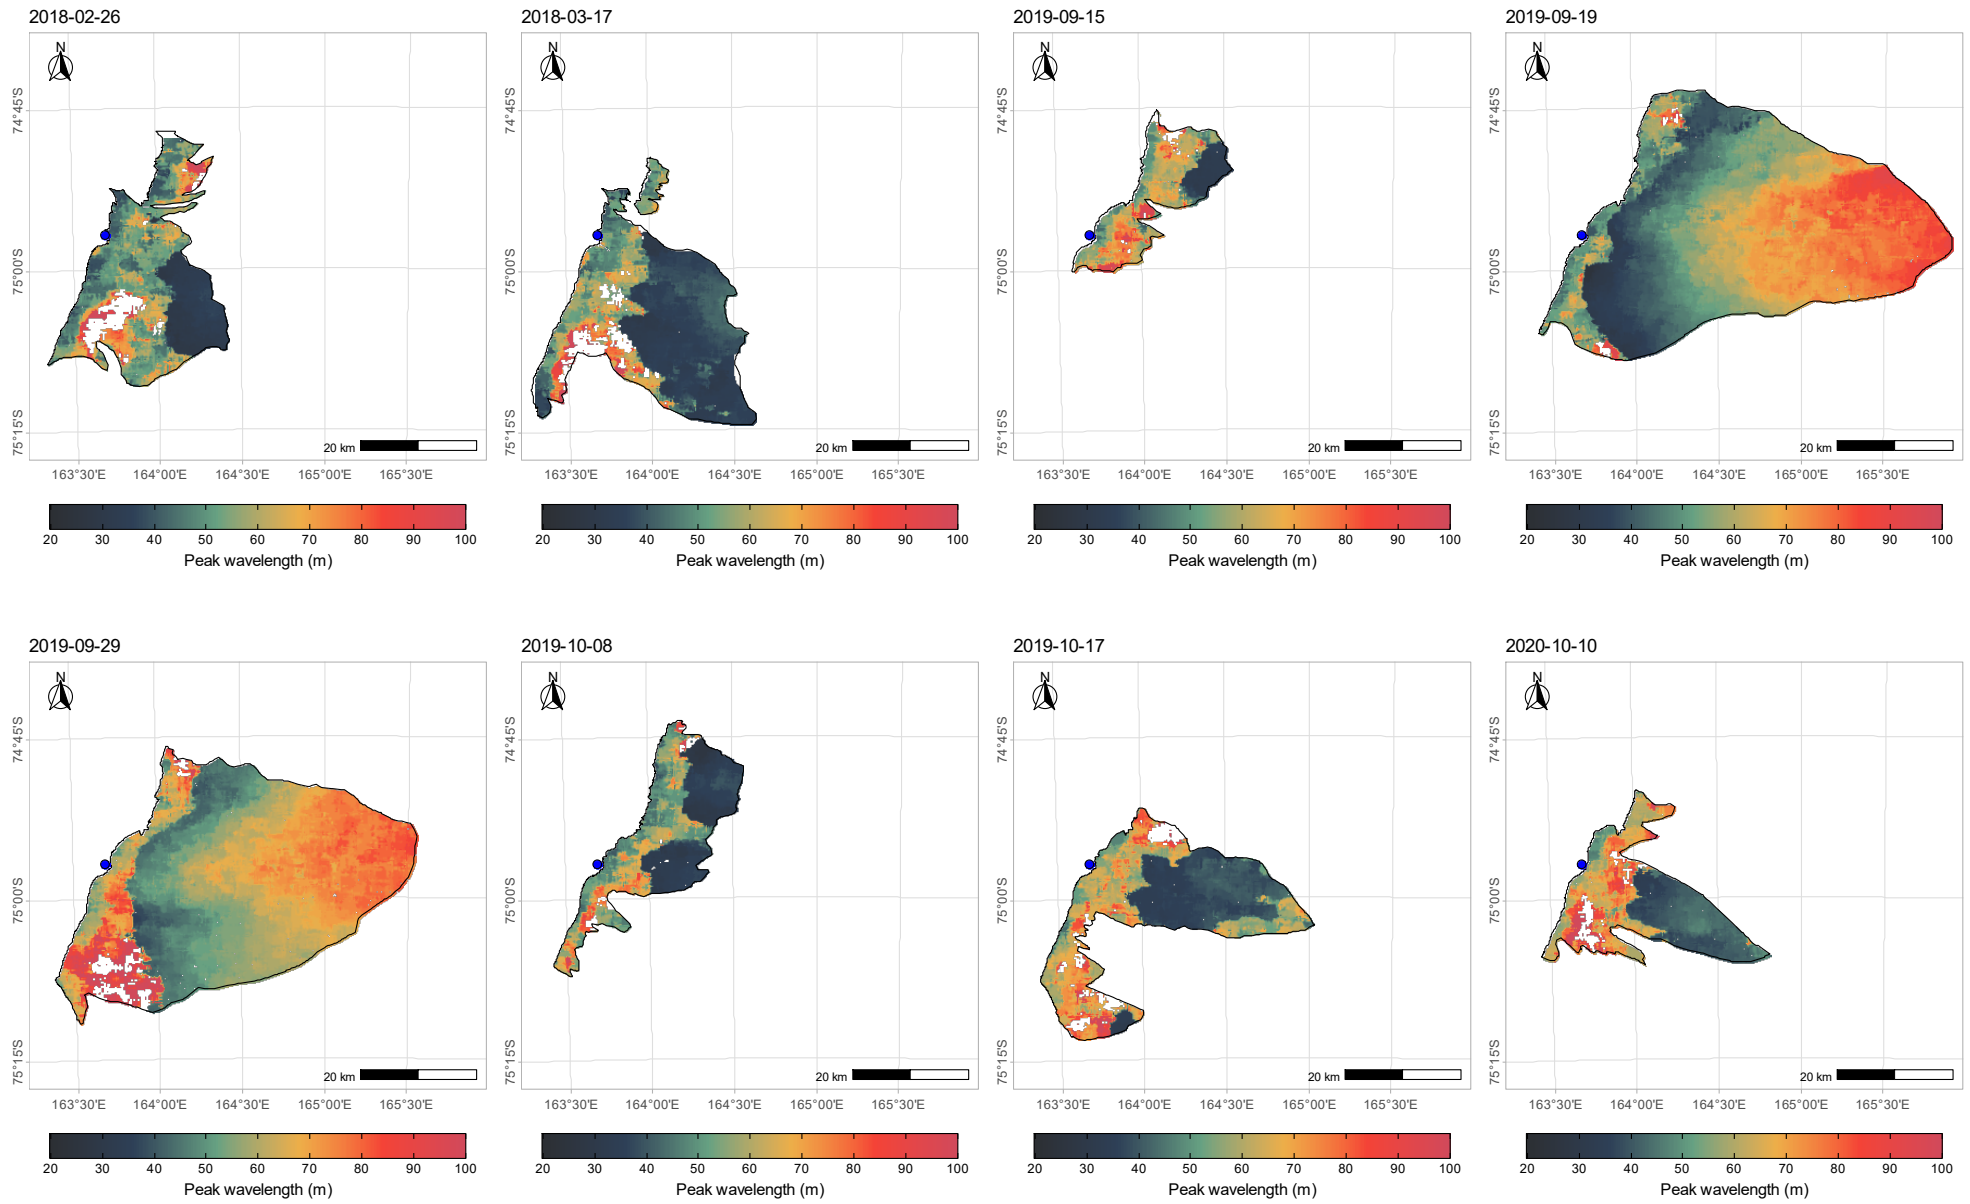 2018-02-26
N
74°45'S
75°00'S
75°15'S
20 km
163°30'E 164°00'E 164°30'E 165°00'E 165°30'E
20 30 40 50 60 70 80 90 100
Peak wavelength (m)
2018-03-17
N
74°45'S
75°00'S
75°15'S
20 km
163°30'E 164°00'E 164°30'E 165°00'E 165°30'E
20 30 40 50 60 70 80 90 100
Peak wavelength (m)
2019-09-15
N
74°45'S
75°00'S
75°15'S
20 km
163°30'E 164°00'E 164°30'E 165°00'E 165°30'E
20 30 40 50 60 70 80 90 100
Peak wavelength (m)
2019-09-19
N
74°45'S
75°00'S
75°15'S
20 km
163°30'E 164°00'E 164°30'E 165°00'E 165°30'E
20 30 40 50 60 70 80 90 100
Peak wavelength (m)
2019-09-29
N
74°45'S
75°00'S
75°15'S
20 km
163°30'E 164°00'E 164°30'E 165°00'E 165°30'E
20 30 40 50 60 70 80 90 100
Peak wavelength (m)
2019-10-08
N
74°45'S
75°00'S
75°15'S
20 km
163°30'E 164°00'E 164°30'E 165°00'E 165°30'E
20 30 40 50 60 70 80 90 100
Peak wavelength (m)
2019-10-17
N
74°45'S
75°00'S
75°15'S
20 km
163°30'E 164°00'E 164°30'E 165°00'E 165°30'E
20 30 40 50 60 70 80 90 100
Peak wavelength (m)
2020-10-10
N
74°45'S
75°00'S
75°15'S
20 km
163°30'E 164°00'E 164°30'E 165°00'E 165°30'E
20 30 40 50 60 70 80 90 100
Peak wavelength (m)